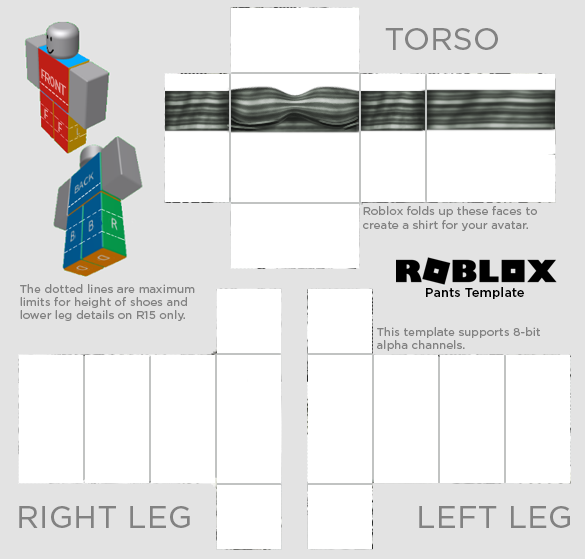 TORSO
FRONT
F F L
BACK
B B R
Roblox folds up these faces to
create a shirt for your avatar.
ROBLOX
Pants Template
The dotted lines are maximum
limits for height of shoes and
lower leg details on R15 only.
This template supports 8-bit
alpha channels.
RIGHT LEG
LEFT LEG